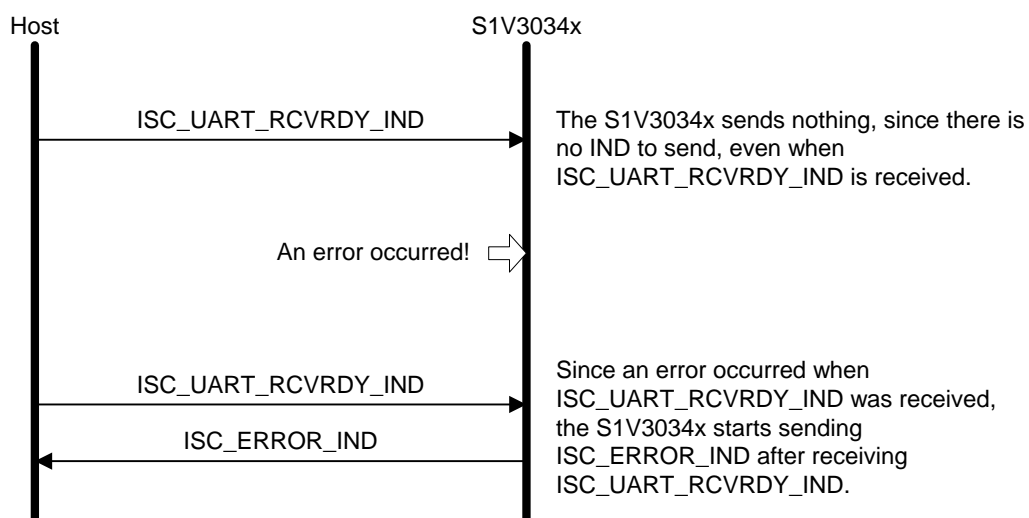 Host
S1V3034x
ISC_UART_RCVRDY_IND
The S1V3034x sends nothing, since there is
no IND to send, even when
ISC_UART_RCVRDY_IND is received.
An error occurred!
ISC_UART_RCVRDY_IND
ISC_ERROR_IND
Since an error occurred when
ISC_UART_RCVRDY_IND was received,
the S1V3034x starts sending
ISC_ERROR_IND after receiving
ISC_UART_RCVRDY_IND.